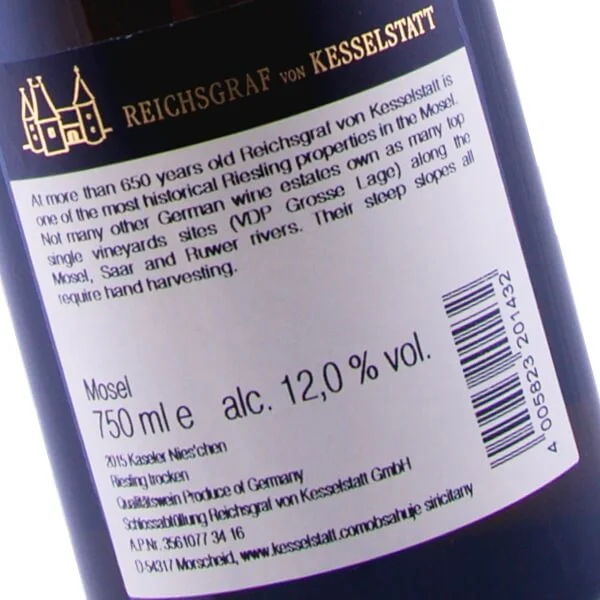 REICHSGRAF VON KESSELSTATT
At more than 650 years old Reichsgraf von Kesselstatt is
one of the most historical Riesling properties in the Mosel.
Not many other German wine estates own as many top
single vineyards sites (VDP Grosse Lage) along the
Mosel, Saar and Ruwer rivers. Their steep slopes all
require hand harvesting.
Mosel
750 ml e alc. 12,0 % vol.
2015 Kaseler Nies'chen
Riesling trocken
Qualitätswein Produce of Germany
Schlossabfüllung Reichsgraf von Kesselstatt GmbH
A.P.Nr. 3561077 34 16
D-54317 Morscheid, www.kesselstatt.comobsahuje siricitany
4 005823 201432